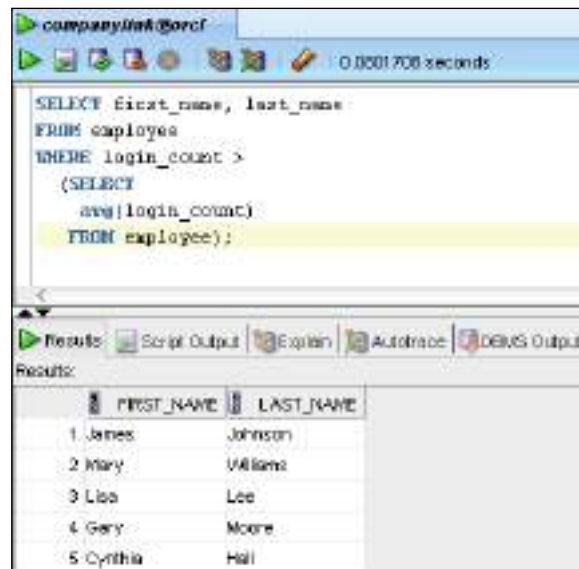 companylink@orcl
0.0801708 seconds
SELECT first_name, last_name
FROM employee
WHERE login_count >
(SELECT
avg(login_count)
FROM employee);
Results Script Output Explain Autotrace DBMS Output
Results:
FIRST_NAME LAST_NAME
1 James Johnson
2 Mary Williams
3 Lisa Lee
4 Gary Moore
5 Cynthia Hall